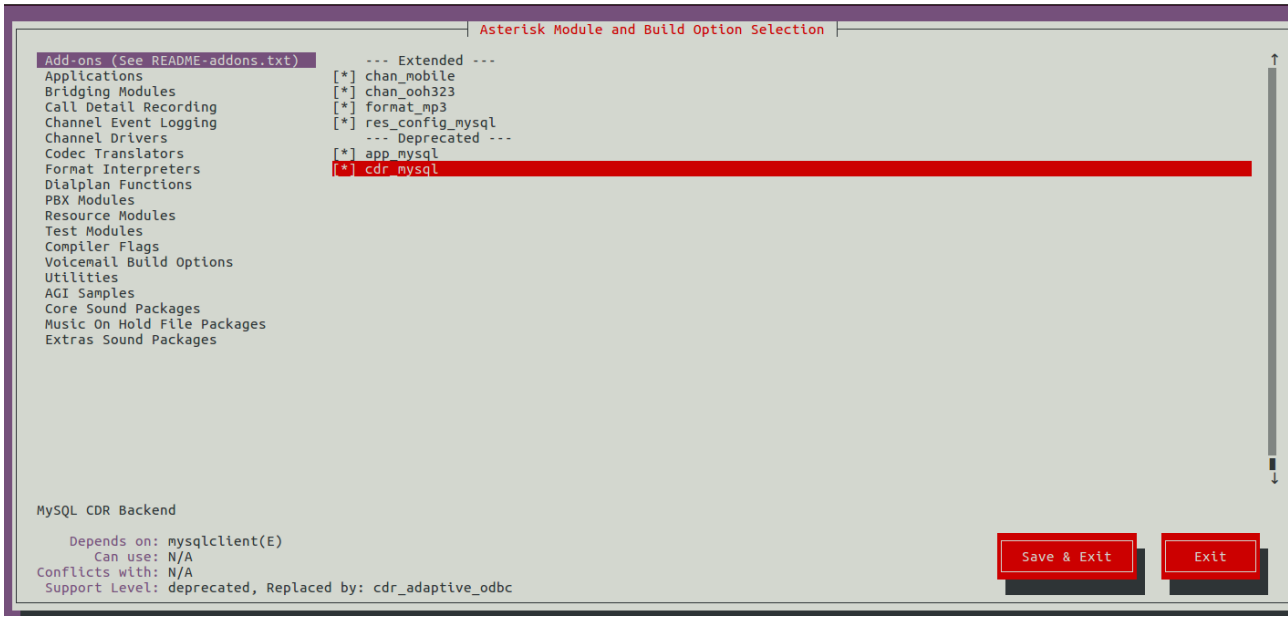 Asterisk Module and Build Option Selection
Add-ons (See README-addons.txt) --- Extended ---
Applications [*] chan_mobile
Bridging Modules [*] chan_ooh323
Call Detail Recording [*] format_mp3
Channel Event Logging [*] res_config_mysql
Channel Drivers --- Deprecated ---
Codec Translators [*] app_mysql
Format Interpreters [*] cdr_mysql
Dialplan Functions
PBX Modules
Resource Modules
Test Modules
Compiler Flags
Voicemail Build Options
Utilities
AGI Samples
Core Sound Packages
Music On Hold File Packages
Extras Sound Packages
MySQL CDR Backend
Depends on: mysqlclient(E)
Can use: N/A
Conflicts with: N/A
Support Level: deprecated, Replaced by: cdr_adaptive_odbc
Save & Exit Exit